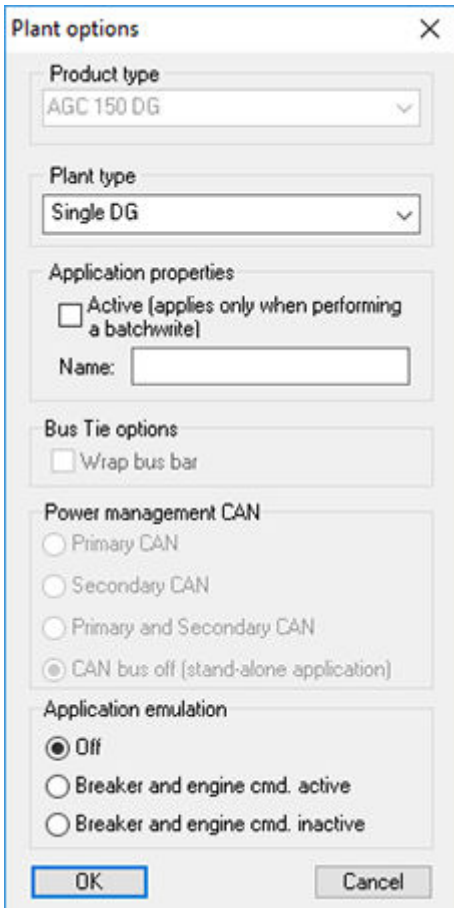 Plant options
Product type
AGC 150 DG
Plant type
Single DG
Application properties
Active (applies only when performing
a batchwrite)
Name:
Bus Tie options
Wrap bus bar
Power management CAN
Primary CAN
Secondary CAN
Primary and Secondary CAN
CAN bus off (stand-alone application)
Application emulation
Off
Breaker and engine cmd. active
Breaker and engine cmd. inactive
OK
Cancel